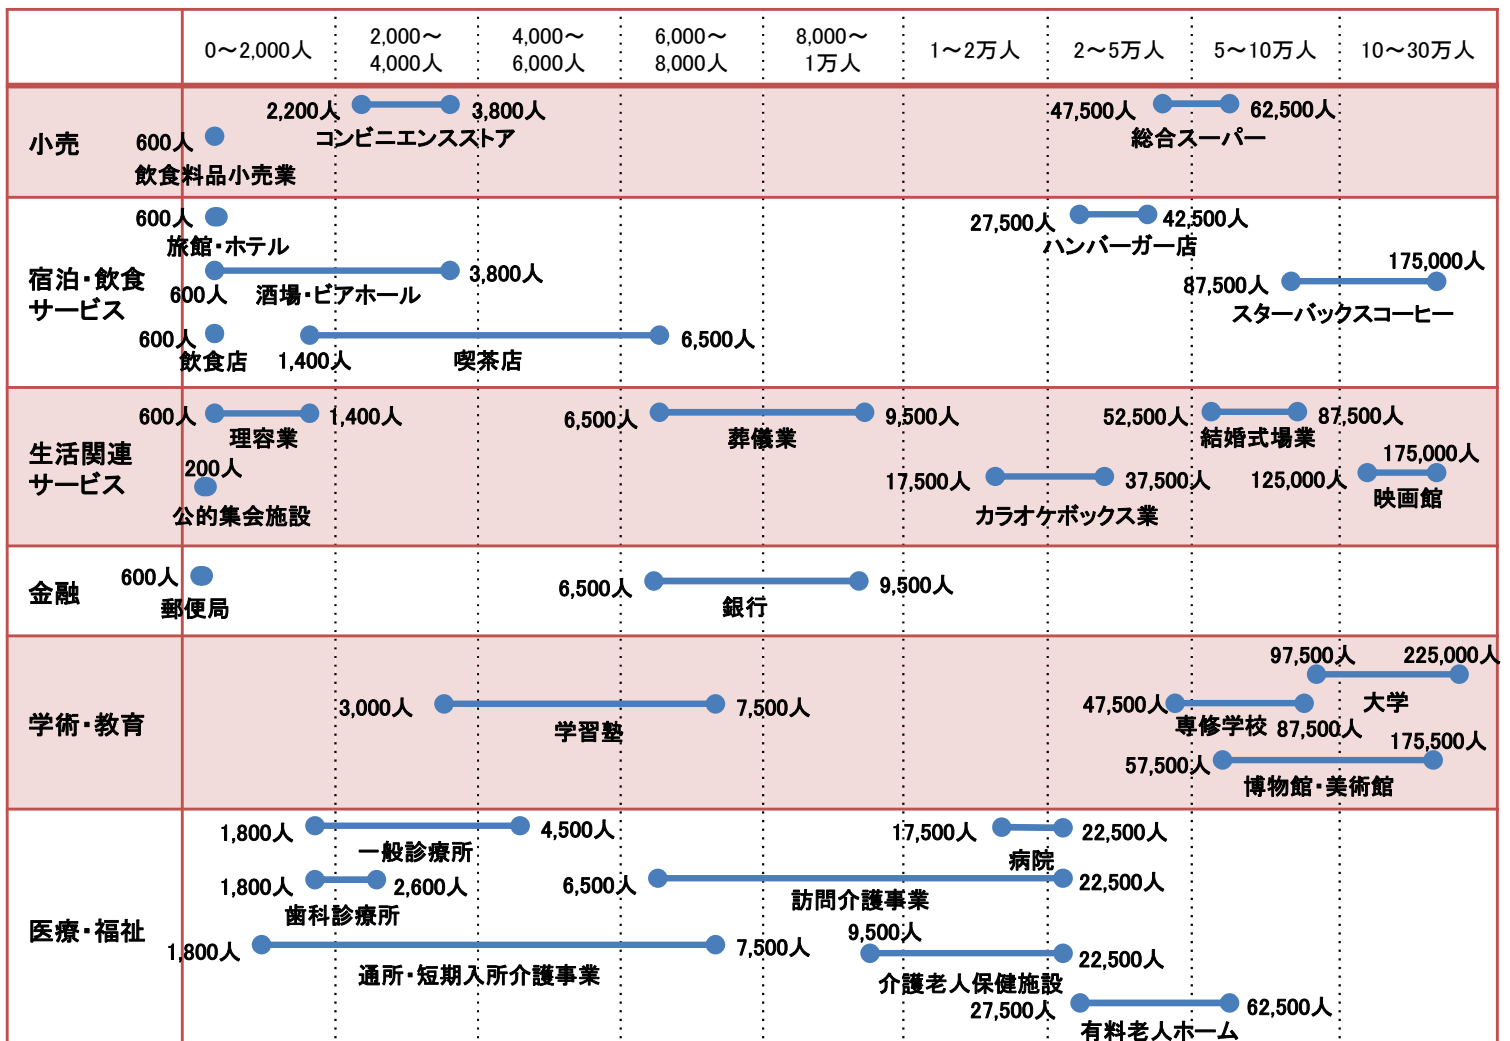 0～2,000人
2,000～
4,000人
4,000～
6,000人
6,000～
8,000人
8,000～
1万人
1～2万人
2～5万人
5～10万人
10～30万人
小売
2,200人
3,800人
コンビニエンスストア
47,500人
62,500人
総合スーパー
600人
飲食料品小売業
宿泊・飲食
サービス
600人
旅館・ホテル
27,500人
42,500人
ハンバーガー店
600人
3,800人
酒場・ビアホール
87,500人
175,000人
スターバックスコーヒー
600人
飲食店
1,400人
6,500人
喫茶店
生活関連
サービス
600人
1,400人
理容業
6,500人
9,500人
葬儀業
52,500人
87,500人
結婚式場業
200人
公的集会施設
17,500人
37,500人
カラオケボックス業
125,000人
175,000人
映画館
金融
600人
郵便局
6,500人
9,500人
銀行
学術・教育
97,500人
225,000人
大学
3,000人
7,500人
学習塾
47,500人
87,500人
専修学校
57,500人
175,500人
博物館・美術館
医療・福祉
1,800人
4,500人
一般診療所
17,500人
22,500人
病院
1,800人
2,600人
歯科診療所
6,500人
22,500人
訪問介護事業
1,800人
7,500人
通所・短期入所介護事業
9,500人
22,500人
介護老人保健施設
27,500人
62,500人
有料老人ホーム